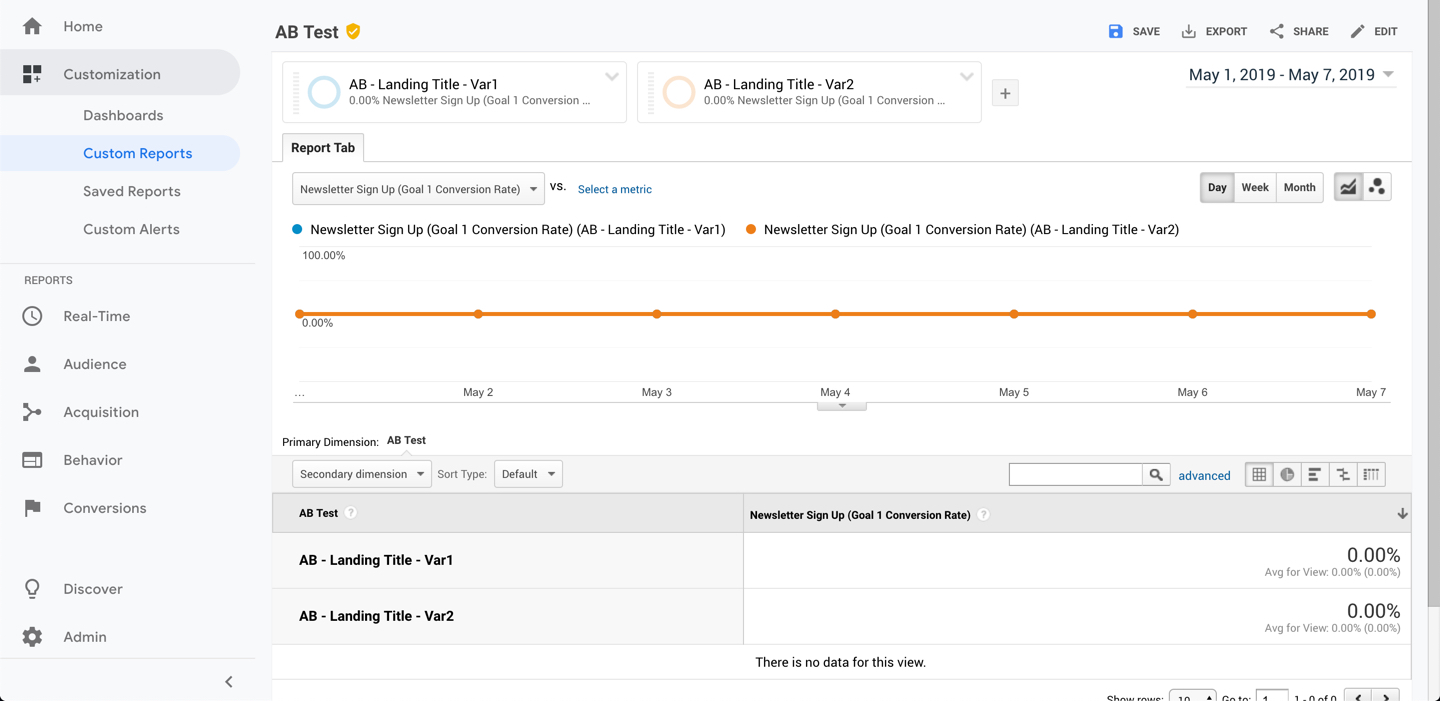 Home
Customization
Dashboards
Custom Reports
Saved Reports
Custom Alerts
REPORTS
Real-Time
Audience
Acquisition
Behavior
Conversions
Discover
Admin
AB Test
SAVE EXPORT SHARE EDIT
AB - Landing Title - Var1
0.00% Newsletter Sign Up (Goal 1 Conversion ...
AB - Landing Title - Var2
0.00% Newsletter Sign Up (Goal 1 Conversion ...
+
May 1, 2019 - May 7, 2019
Report Tab
Newsletter Sign Up (Goal 1 Conversion Rate) vs. Select a metric
Day Week Month
Newsletter Sign Up (Goal 1 Conversion Rate) (AB - Landing Title - Var1) Newsletter Sign Up (Goal 1 Conversion Rate) (AB - Landing Title - Var2)
100.00%
0.00%
... May 2 May 3 May 4 May 5 May 6 May 7
Primary Dimension: AB Test
Secondary dimension Sort Type: Default advanced
AB Test ? Newsletter Sign Up (Goal 1 Conversion Rate) ?
AB - Landing Title - Var1 0.00%
Avg for View: 0.00% (0.00%)
AB - Landing Title - Var2 0.00%
Avg for View: 0.00% (0.00%)
There is no data for this view.
Show rows: 10 Go to: 1 1 - 0 of 0